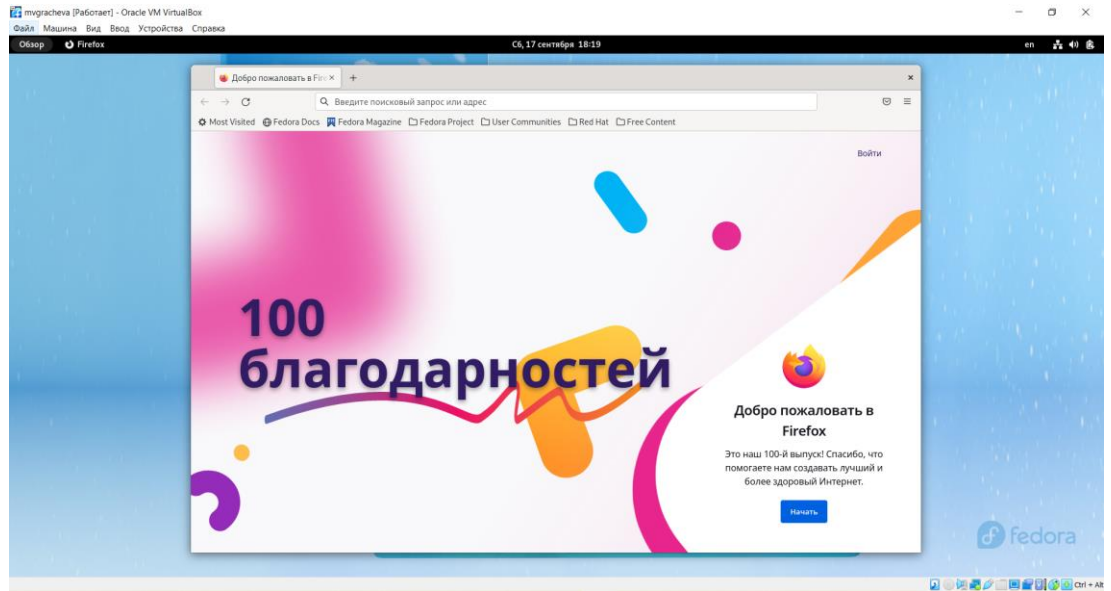 mvgracheva [Работает] - Oracle VM VirtualBox
Файл Машина Вид Ввод Устройства Справка
Обзор Firefox Сб, 17 сентября 18:19 en
Добро пожаловать в Fire
Введите поисковый запрос или адрес
Most Visited Fedora Docs Fedora Magazine Fedora Project User Communities Red Hat Free Content
Войти
100
благодарностей
Добро пожаловать в
Firefox
Это наш 100-й выпуск! Спасибо, что
помогаете нам создавать лучший и
более здоровый Интернет.
Начать
fedora
Ctrl + Alt